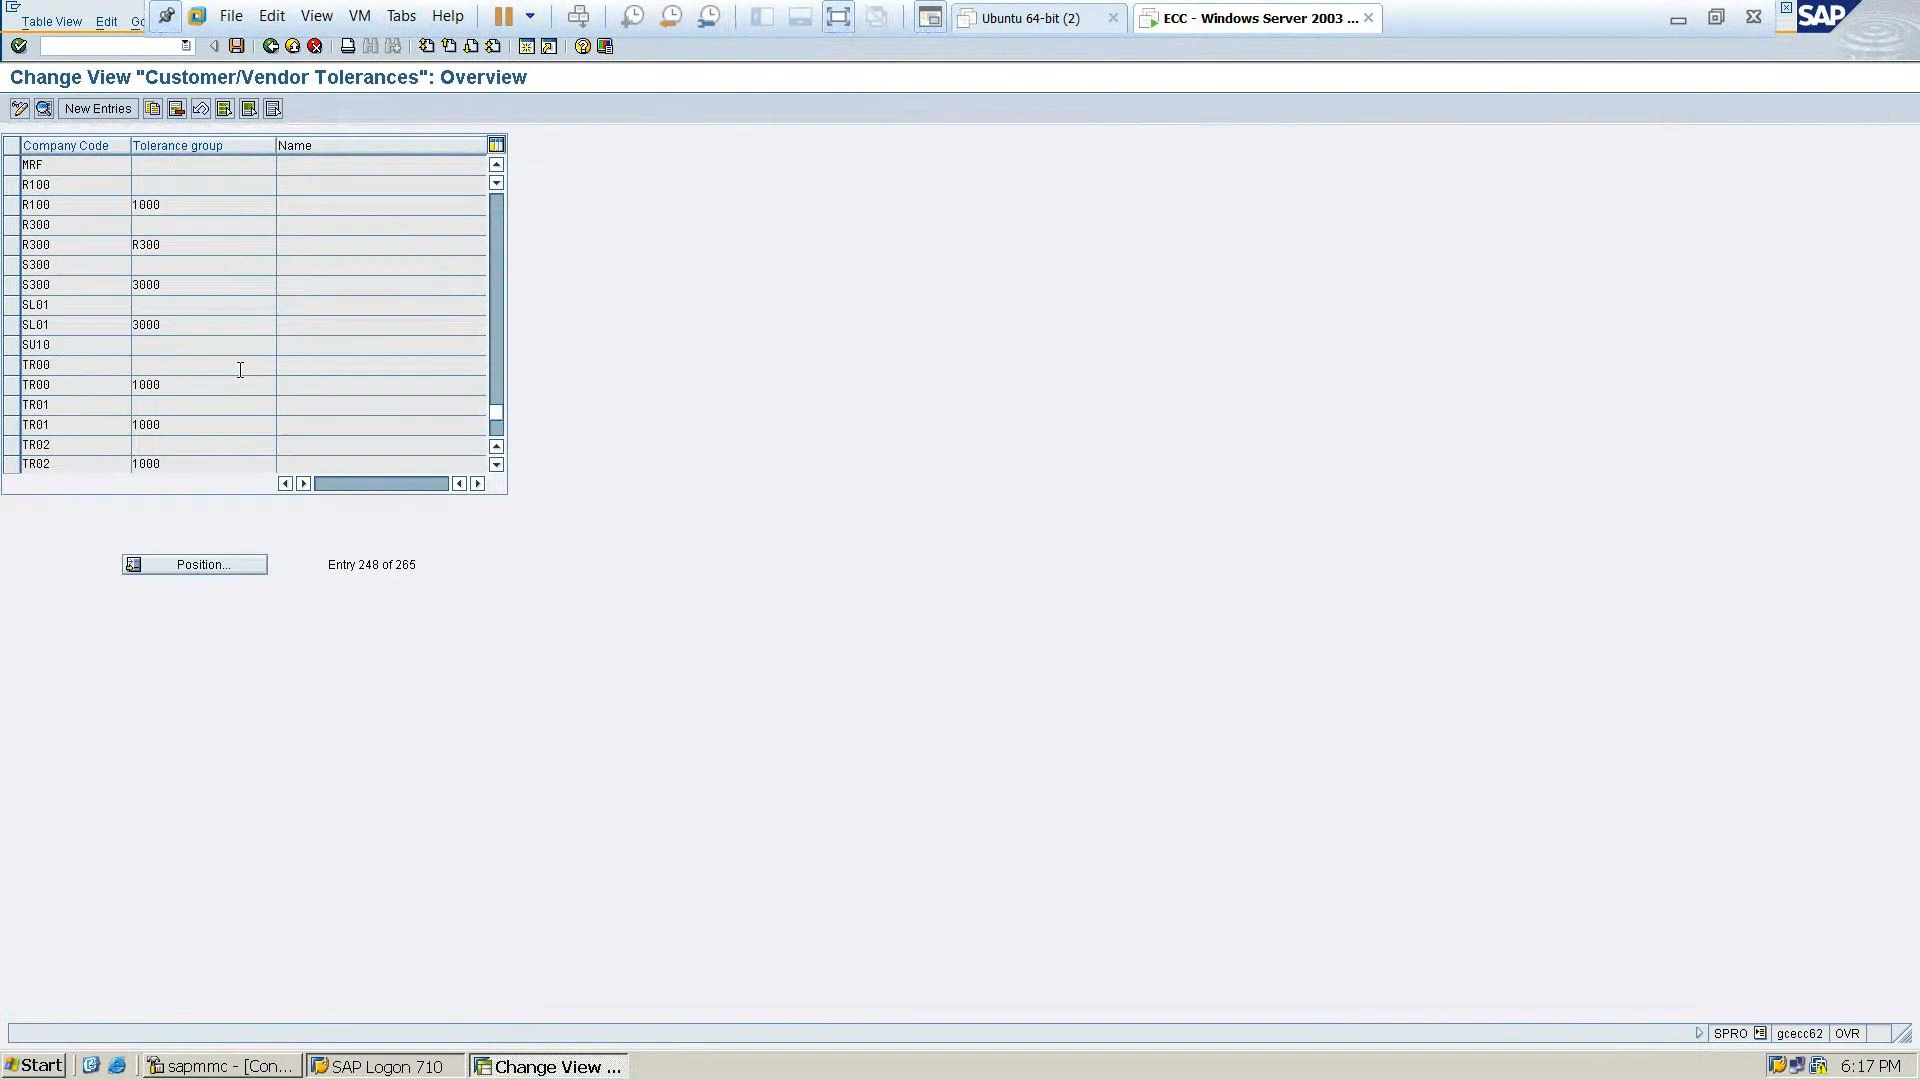 Table View Edit Go File Edit View VM Tabs Help Ubuntu 64-bit (2) ECC - Windows Server 2003 ... SAP
Change View "Customer/Vendor Tolerances": Overview
New Entries
Company Code Tolerance group Name
MRF
R100
R100 1000
R300
R300 R300
S300
S300 3000
SL01
SL01 3000
SU10
TR00
TR00 1000
TR01
TR01 1000
TR02
TR02 1000
Position... Entry 248 of 265
SPRO gcecc62 OVR
Start sapmmc - [Con... SAP Logon 710 Change View ... 6:17 PM